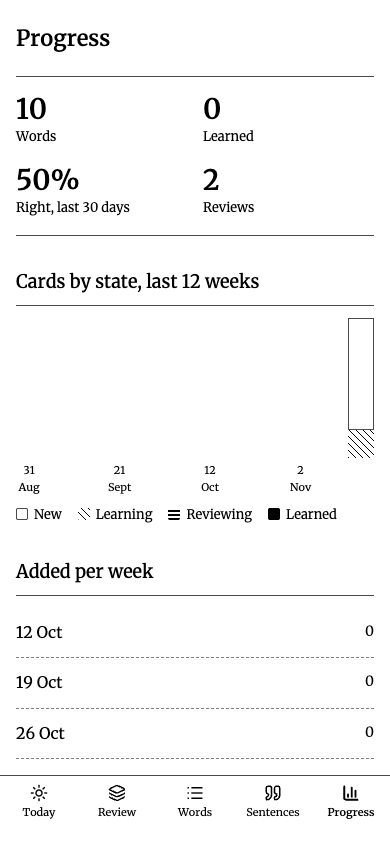 Progress
10
Words
0
Learned
50%
Right, last 30 days
2
Reviews
Cards by state, last 12 weeks
31
Aug
21
Sept
12
Oct
2
Nov
New
Learning
Reviewing
Learned
Added per week
12 Oct 0
19 Oct 0
26 Oct 0
Today
Review
Words
Sentences
Progress